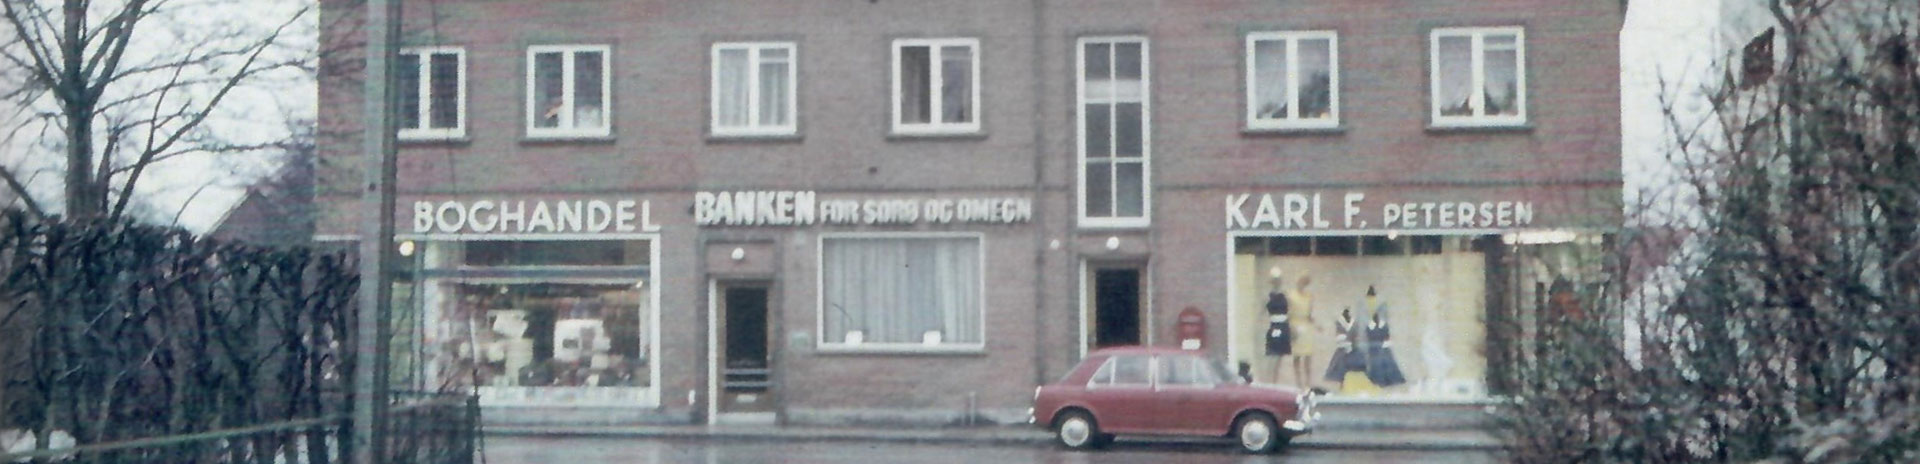 BOGHANDEL
BANKEN FOR SORØ OG OMEGN
KARL F. PETERSEN